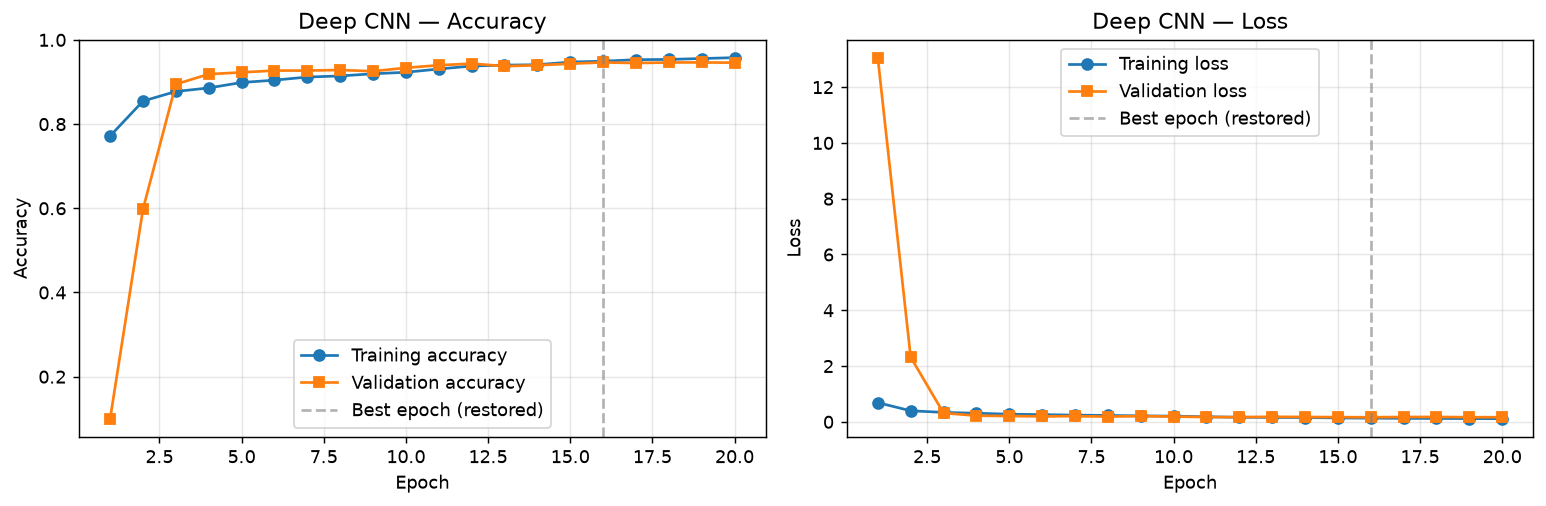 Deep CNN — Accuracy
1.0
0.8
0.6
0.4
0.2
Accuracy
2.5 5.0 7.5 10.0 12.5 15.0 17.5 20.0
Epoch
Training accuracy
Validation accuracy
Best epoch (restored)
Deep CNN — Loss
12
10
8
6
4
2
0
Loss
2.5 5.0 7.5 10.0 12.5 15.0 17.5 20.0
Epoch
Training loss
Validation loss
Best epoch (restored)